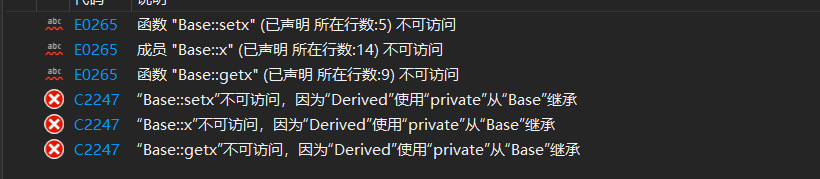 代码 说明
abc E0265 函数 "Base::setx" (已声明 所在行数:5) 不可访问
abc E0265 成员 "Base::x" (已声明 所在行数:14) 不可访问
abc E0265 函数 "Base::getx" (已声明 所在行数:9) 不可访问
C2247 “Base::setx”不可访问，因为“Derived”使用“private”从“Base”继承
C2247 “Base::x”不可访问，因为“Derived”使用“private”从“Base”继承
C2247 “Base::getx”不可访问，因为“Derived”使用“private”从“Base”继承